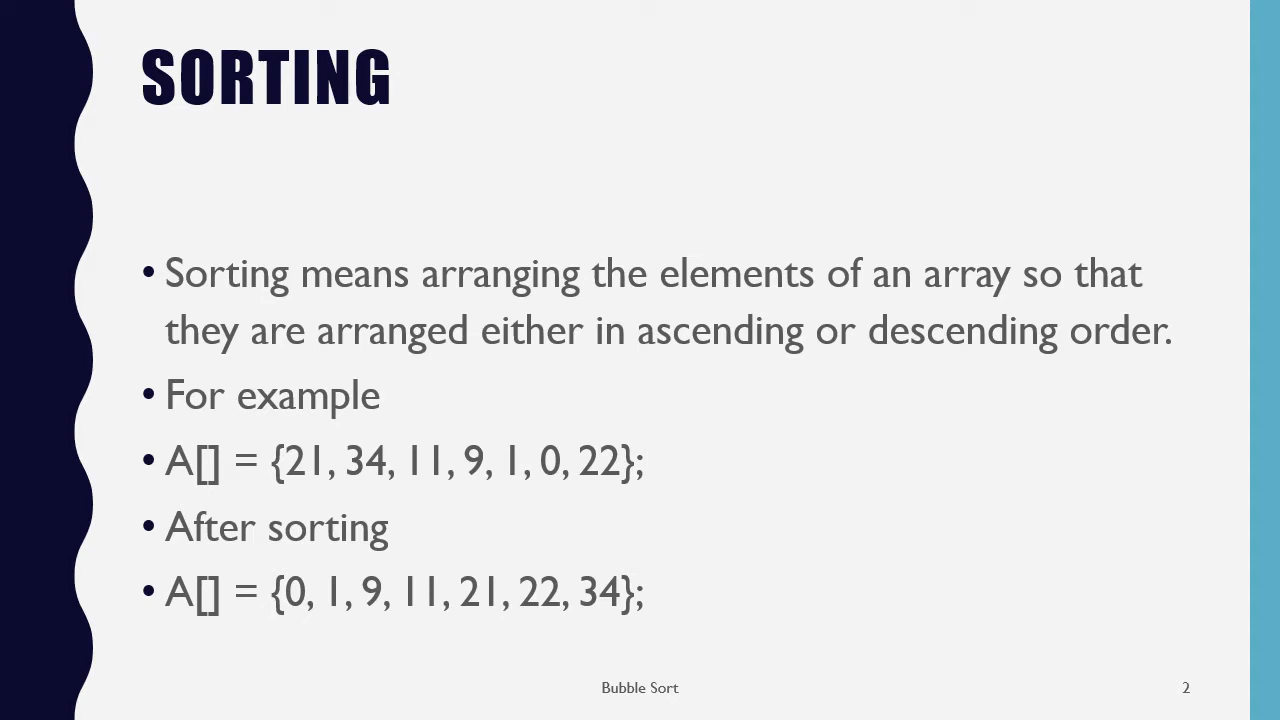 SORTING
• Sorting means arranging the elements of an array so that
they are arranged either in ascending or descending order.
• For example
• A[] = {21, 34, 11, 9, 1, 0, 22};
• After sorting
• A[] = {0, 1, 9, 11, 21, 22, 34};
Bubble Sort
2